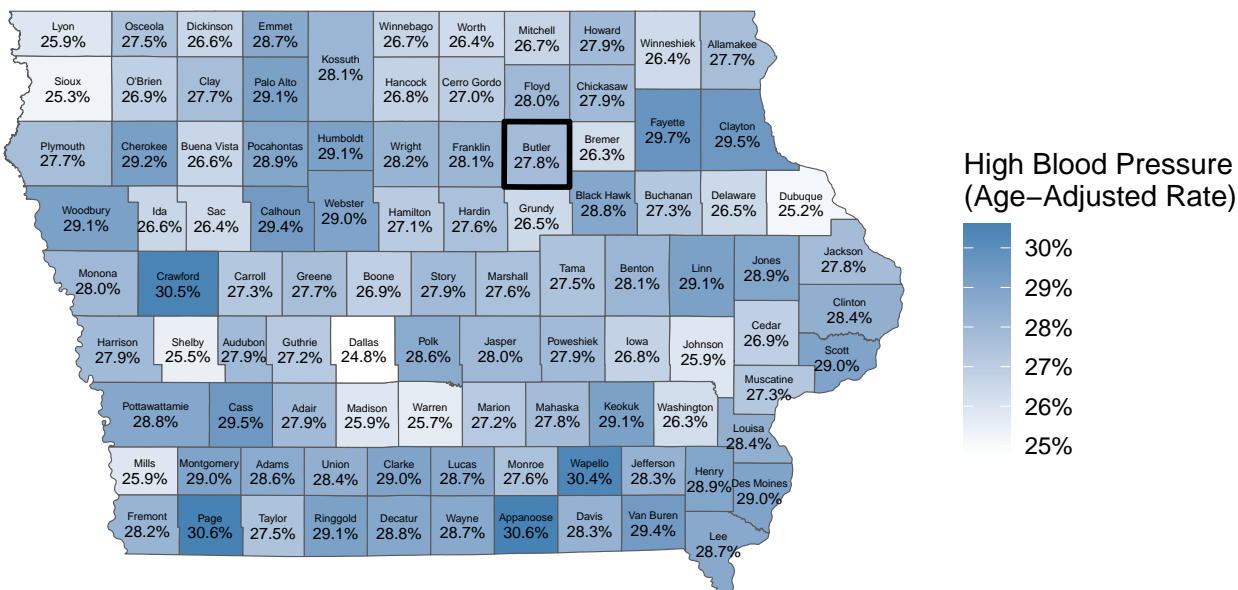 Lyon
25.9%
Osceola
27.5%
Dickinson
26.6%
Emmet
28.7%
Kossuth
28.1%
Winnebago
26.7%
Worth
26.4%
Mitchell
26.7%
Howard
27.9%
Winneshiek
26.4%
Allamakee
27.7%
Sioux
25.3%
O'Brien
26.9%
Clay
27.7%
Palo Alto
29.1%
Hancock
26.8%
Cerro Gordo
27.0%
Floyd
28.0%
Chickasaw
27.9%
Fayette
29.7%
Clayton
29.5%
Plymouth
27.7%
Cherokee
29.2%
Buena Vista
26.6%
Pocahontas
28.9%
Humboldt
29.1%
Wright
28.2%
Franklin
28.1%
Butler
27.8%
Bremer
26.3%
Woodbury
29.1%
Ida
26.6%
Sac
26.4%
Calhoun
29.4%
Webster
29.0%
Hamilton
27.1%
Hardin
27.6%
Grundy
26.5%
Black Hawk
28.8%
Buchanan
27.3%
Delaware
26.5%
Dubuque
25.2%
Monona
28.0%
Crawford
30.5%
Carroll
27.3%
Greene
27.7%
Boone
26.9%
Story
27.9%
Marshall
27.6%
Tama
27.5%
Benton
28.1%
Linn
29.1%
Jones
28.9%
Jackson
27.8%
Clinton
28.4%
Harrison
27.9%
Shelby
25.5%
Audubon
27.9%
Guthrie
27.2%
Dallas
24.8%
Polk
28.6%
Jasper
28.0%
Poweshiek
27.9%
Iowa
26.8%
Johnson
25.9%
Cedar
26.9%
Scott
29.0%
Muscatine
27.3%
Pottawattamie
28.8%
Cass
29.5%
Adair
27.9%
Madison
25.9%
Warren
25.7%
Marion
27.2%
Mahaska
27.8%
Keokuk
29.1%
Washington
26.3%
Louisa
28.4%
Mills
25.9%
Montgomery
29.0%
Adams
28.6%
Union
28.4%
Clarke
29.0%
Lucas
28.7%
Monroe
27.6%
Wapello
30.4%
Jefferson
28.3%
Henry
28.9%
Des Moines
29.0%
Fremont
28.2%
Page
30.6%
Taylor
27.5%
Ringgold
29.1%
Decatur
28.8%
Wayne
28.7%
Appanoose
30.6%
Davis
28.3%
Van Buren
29.4%
Lee
28.7%
High Blood Pressure
(Age−Adjusted Rate)
30%
29%
28%
27%
26%
25%